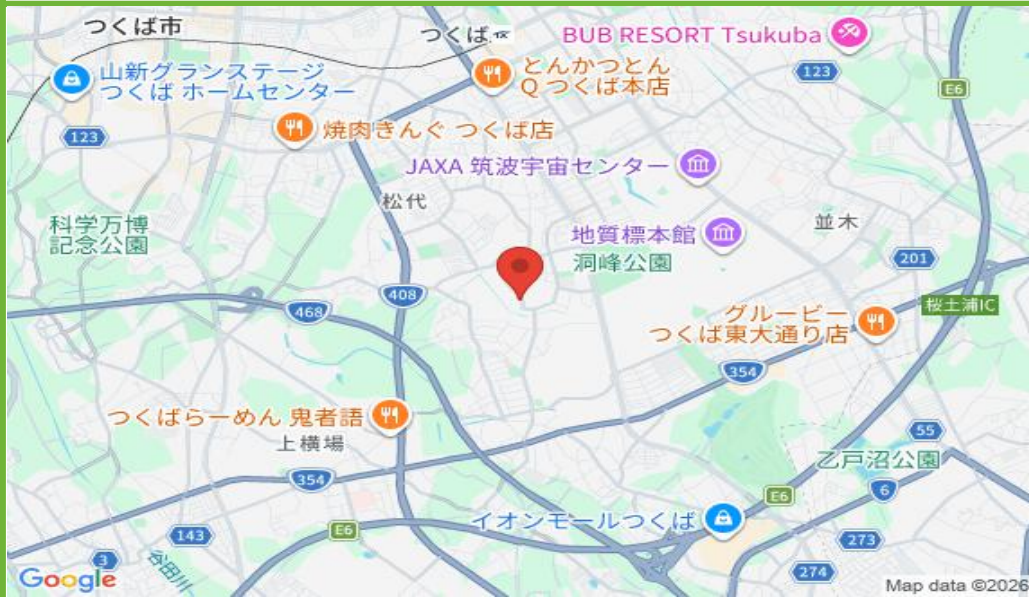 つくば市
つくば
BUB RESORT Tsukuba
山新グランステージ
つくば ホームセンター
とんかつとん
Q つくば本店
123
E6
123
焼肉きんぐ つくば店
JAXA 筑波宇宙センター
松代
科学万博
記念公園
地質標本館
洞峰公園
並木
201
408
468
桜土浦IC
グルービー
つくば東大通り店
354
つくばらーめん 鬼者語
上横場
55
乙戸沼公園
354
6
E6
イオンモールつくば
E6
143
273
3
谷田川
274
Google
Map data ©2026